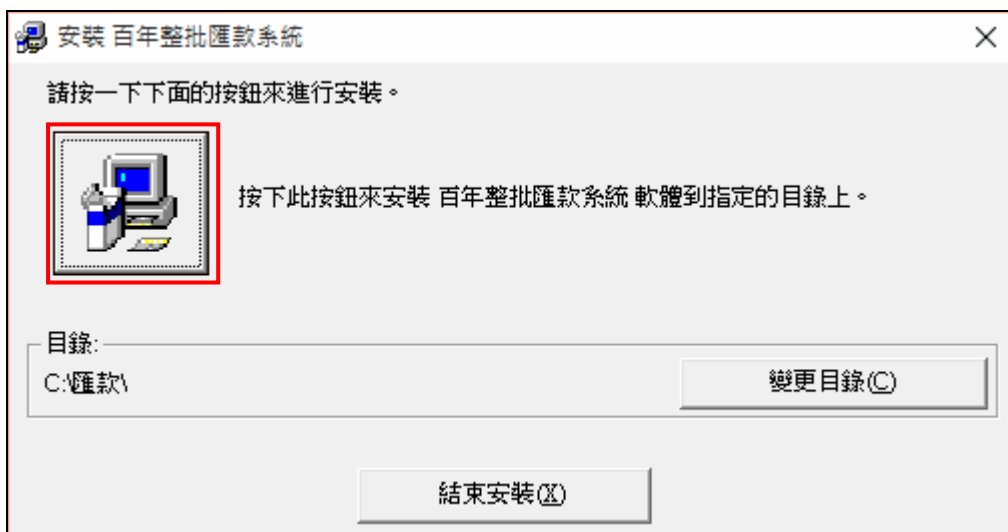 安裝 百年整批匯款系統
請按一下下面的按鈕來進行安裝。
按下此按鈕來安裝 百年整批匯款系統 軟體到指定的目錄上。
目錄:
C:\匯款\
變更目錄(C)
結束安裝(X)